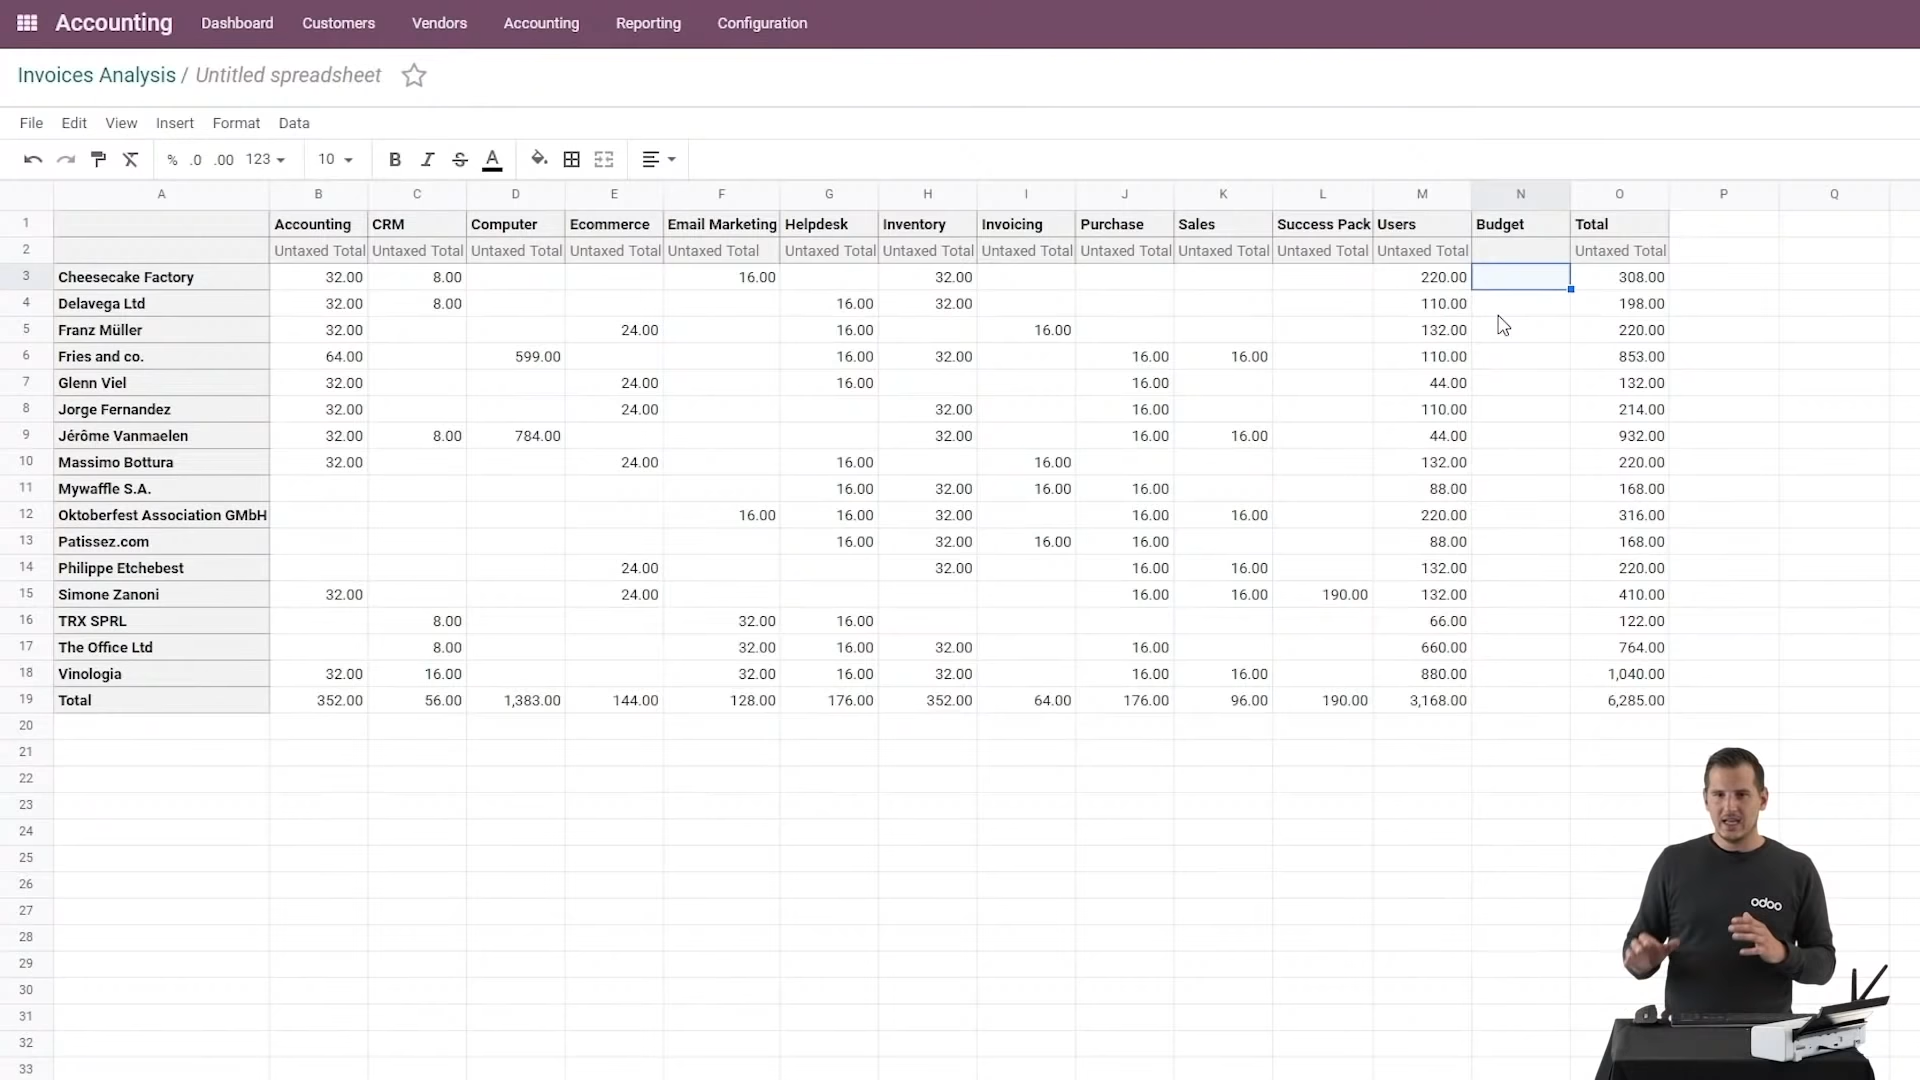 Accounting Dashboard Customers Vendors Accounting Reporting Configuration
Invoices Analysis / Untitled spreadsheet
File Edit View Insert Format Data
% .0 .00 123 10 B I S A
A B C D E F G H I J K L M N O P Q
1 Accounting CRM Computer Ecommerce Email Marketing Helpdesk Inventory Invoicing Purchase Sales Success Pack Users Budget Total
2 Untaxed Total Untaxed Total Untaxed Total Untaxed Total Untaxed Total Untaxed Total Untaxed Total Untaxed Total Untaxed Total Untaxed Total Untaxed Total Untaxed Total Untaxed Total
3 Cheesecake Factory 32.00 8.00 16.00 32.00 220.00 308.00
4 Delavega Ltd 32.00 8.00 16.00 32.00 110.00 198.00
5 Franz Müller 32.00 24.00 16.00 16.00 132.00 220.00
6 Fries and co. 64.00 599.00 16.00 32.00 16.00 16.00 110.00 853.00
7 Glenn Viel 32.00 24.00 16.00 16.00 44.00 132.00
8 Jorge Fernandez 32.00 24.00 32.00 16.00 110.00 214.00
9 Jérôme Vanmaelen 32.00 8.00 784.00 32.00 16.00 16.00 44.00 932.00
10 Massimo Bottura 32.00 24.00 16.00 16.00 132.00 220.00
11 Mywaffle S.A. 16.00 32.00 16.00 16.00 88.00 168.00
12 Oktoberfest Association GMbH 16.00 16.00 32.00 16.00 16.00 220.00 316.00
13 Patissez.com 16.00 32.00 16.00 16.00 88.00 168.00
14 Philippe Etchebest 24.00 32.00 16.00 16.00 132.00 220.00
15 Simone Zanoni 32.00 24.00 16.00 16.00 190.00 132.00 410.00
16 TRX SPRL 8.00 32.00 16.00 66.00 122.00
17 The Office Ltd 8.00 32.00 16.00 32.00 16.00 660.00 764.00
18 Vinologia 32.00 16.00 32.00 16.00 32.00 16.00 16.00 880.00 1,040.00
19 Total 352.00 56.00 1,383.00 144.00 128.00 176.00 352.00 64.00 176.00 96.00 190.00 3,168.00 6,285.00
20
21
22
23
24
25
26
27
28
29
30
31
32
33
odoo